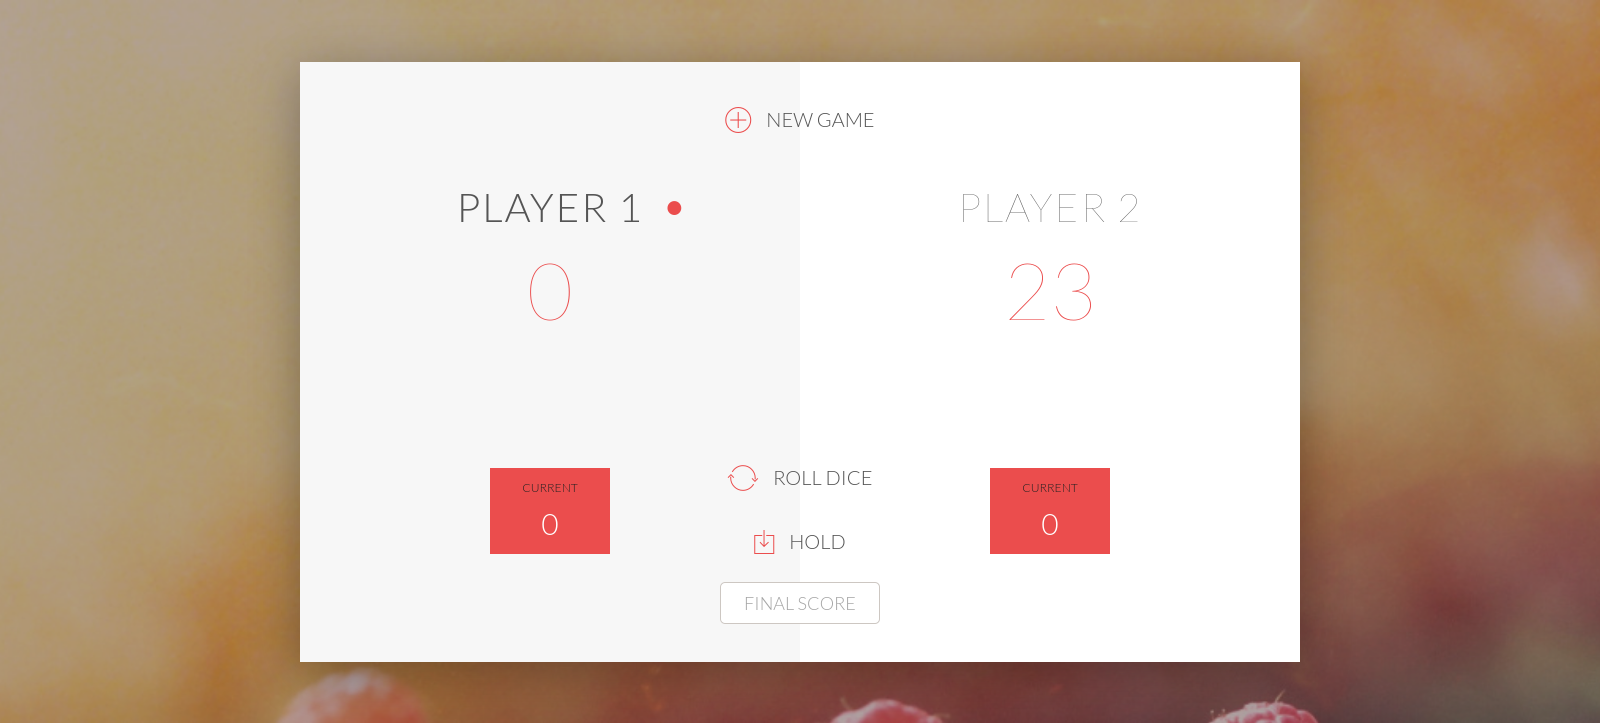 NEW GAME
PLAYER 1
0
PLAYER 2
23
CURRENT
0
ROLL DICE
HOLD
CURRENT
0
FINAL SCORE